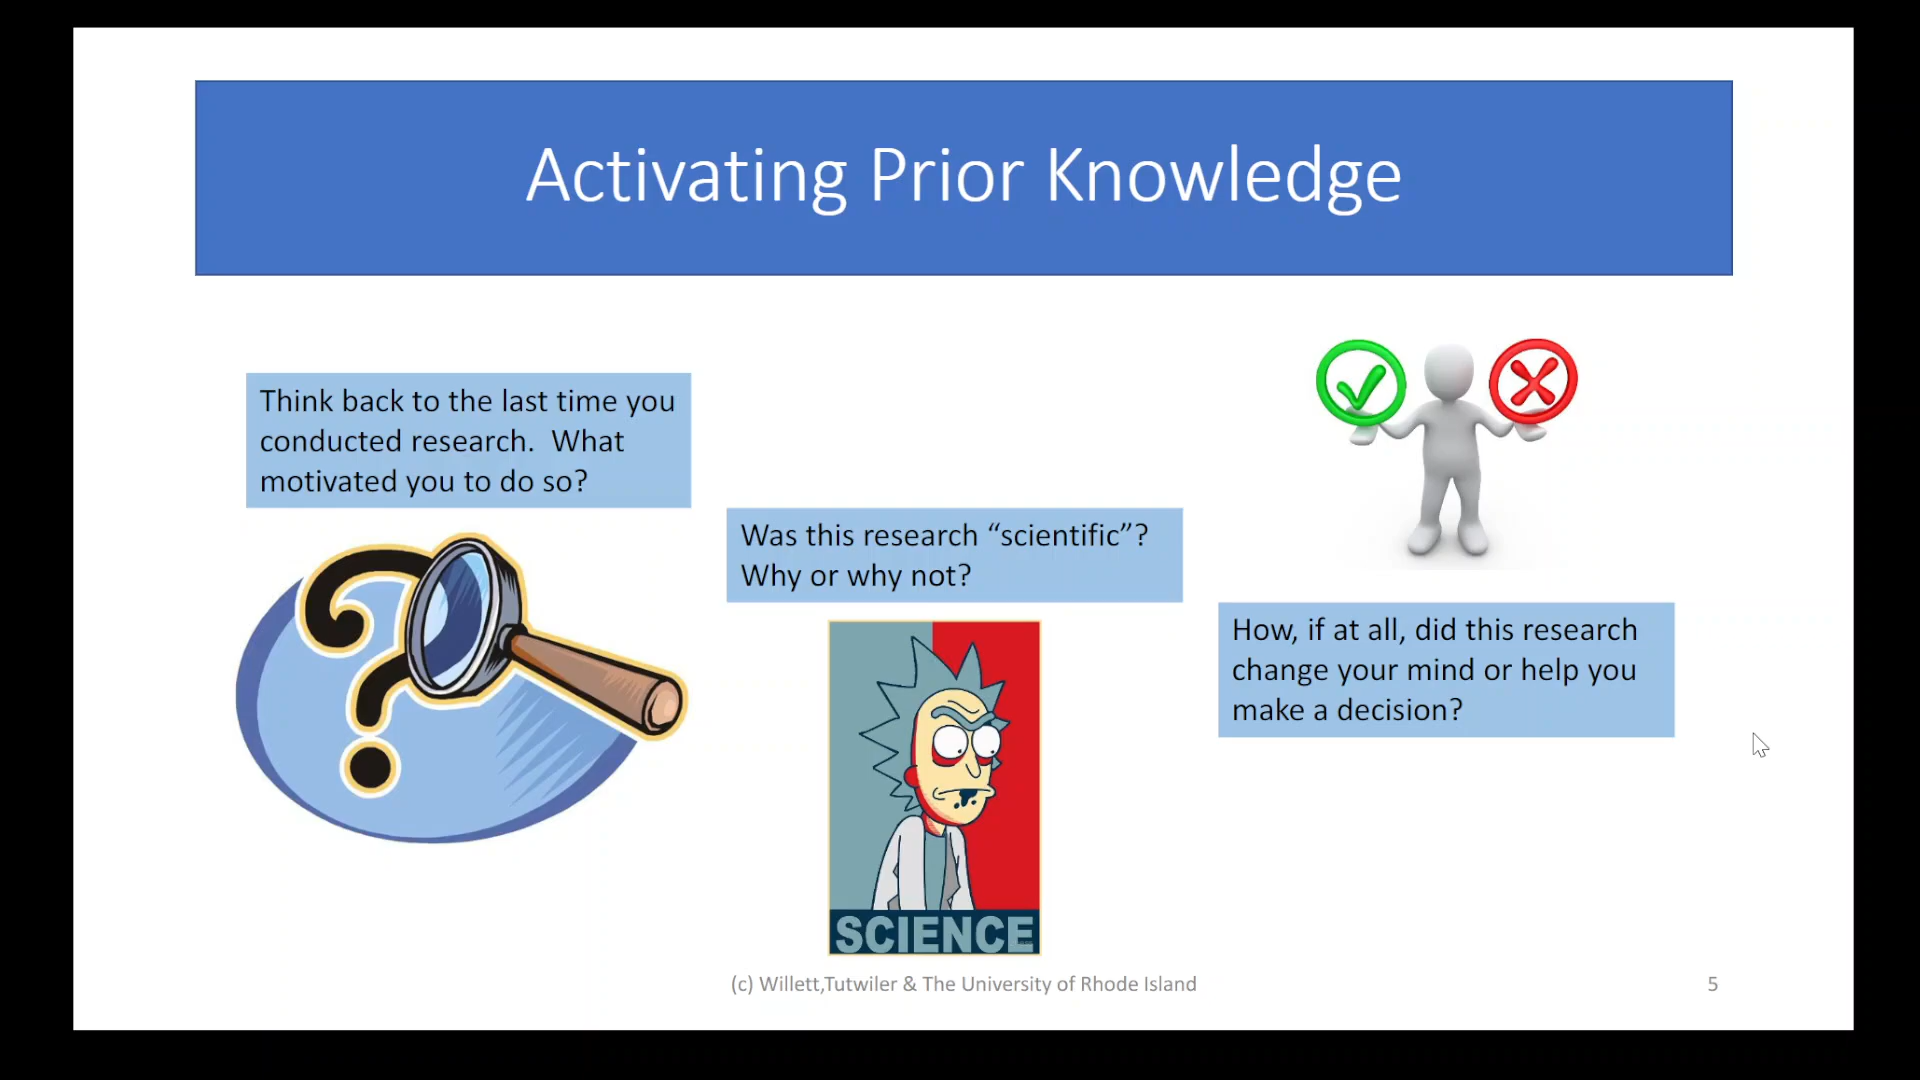 Activating Prior Knowledge
Think back to the last time you
conducted research.  What
motivated you to do so?
Was this research “scientific”?
Why or why not?
SCIENCE
How, if at all, did this research
change your mind or help you
make a decision?
(c) Willett,Tutwiler & The University of Rhode Island
5